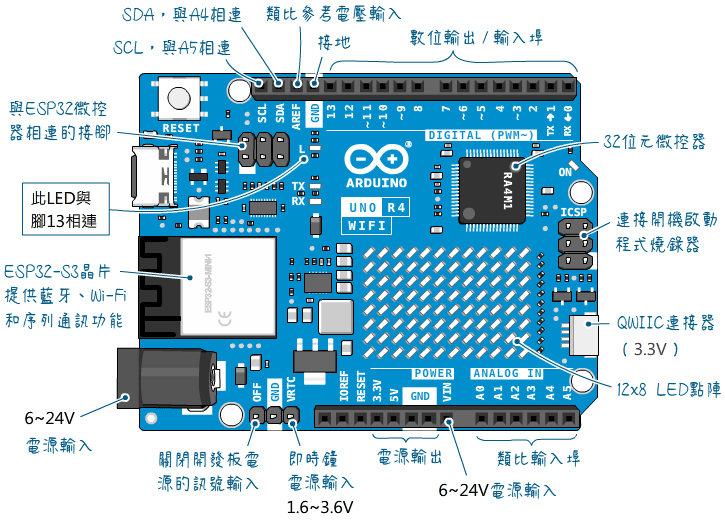 SDA，與A4相連
類比參考電壓輸入
SCL，與A5相連
接地
數位輸出 / 輸入埠
與ESP32微控
器相連的接腳
RESET
SCL
SDA
AREF
GND
13
12
~11
~10
~9
8
7
~6
~5
4
~3
2
TX→1
RX←0
DIGITAL (PWM~)
32位元微控器
L
TX
RX
ARDUINO
®
UNO R4
WIFI
RA4M1
ON
ICSP
此LED與
腳13相連
連接開機啟動
程式燒錄器
ESP32-S3晶片
提供藍牙、Wi-Fi
和序列通訊功能
ESP32-S3-MINI-1
CE
QWIIC連接器
（3.3V）
12x8 LED點陣
OFF
GND
VRTC
IOREF
RESET
3.3V
5V
GND
VIN
POWER
ANALOG IN
A0
A1
A2
A3
A4
A5
6~24V
電源輸入
關閉開發板電
源的訊號輸入
即時鐘
電源輸入
1.6~3.6V
電源輸出
6~24V電源輸入
類比輸入埠